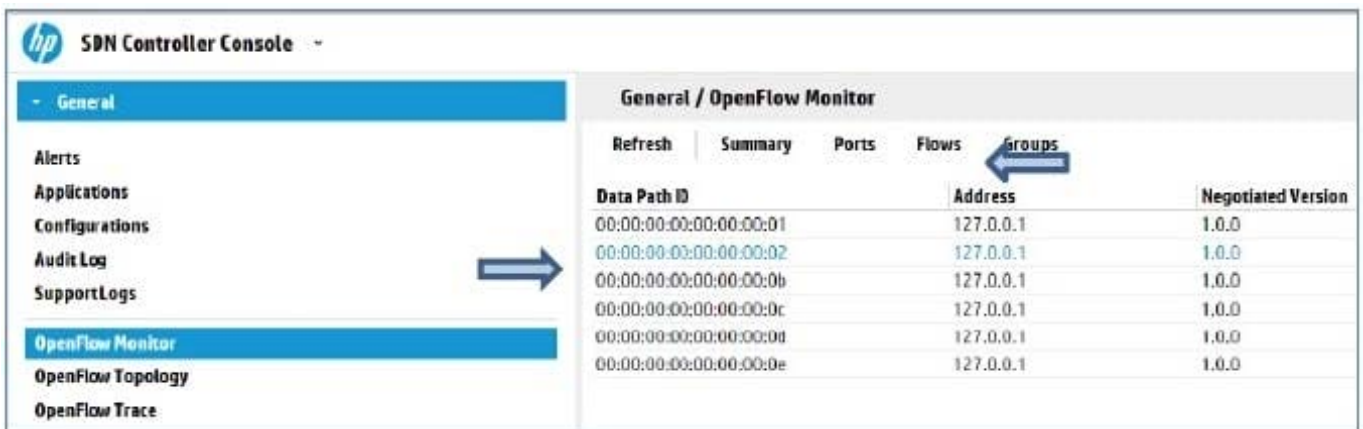 hp SDN Controller Console
General
Alerts
Applications
Configurations
Audit Log
Support Logs
OpenFlow Monitor
OpenFlow Topology
OpenFlow Trace
General / OpenFlow Monitor
Refresh Summary Ports Flows Groups
Data Path ID Address Negotiated Version
00:00:00:00:00:00:00:01 127.0.0.1 1.0.0
00:00:00:00:00:00:00:02 127.0.0.1 1.0.0
00:00:00:00:00:00:00:0b 127.0.0.1 1.0.0
00:00:00:00:00:00:00:0c 127.0.0.1 1.0.0
00:00:00:00:00:00:00:0d 127.0.0.1 1.0.0
00:00:00:00:00:00:00:0e 127.0.0.1 1.0.0